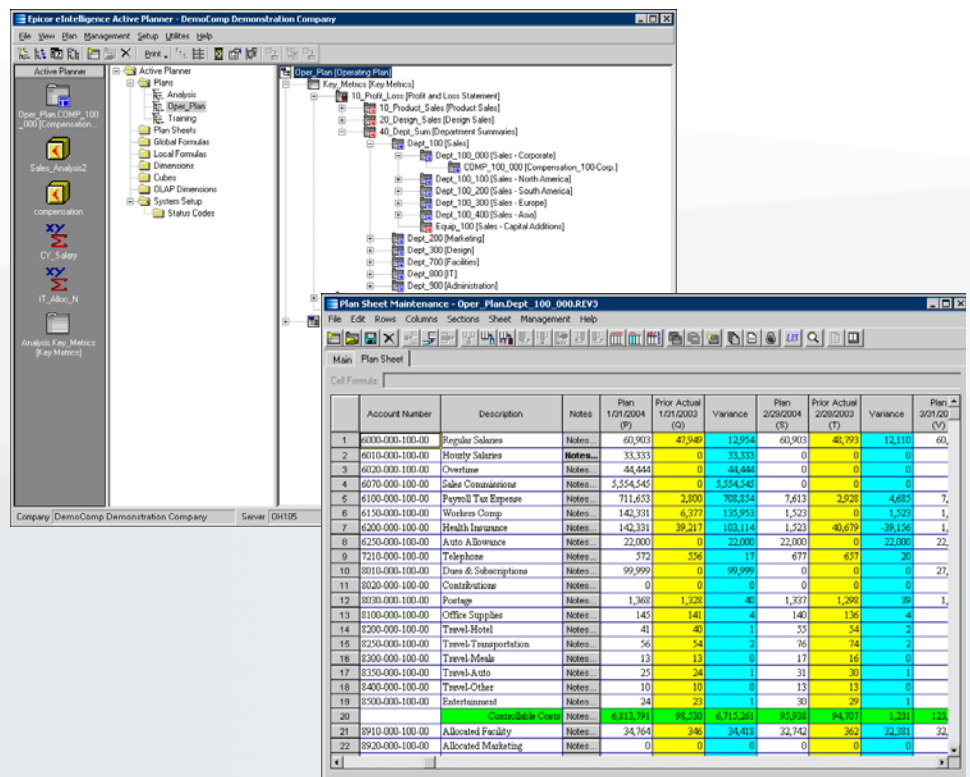 Epicor eIntelligence Active Planner - DemoComp Demonstration Company
File View Plan Management Setup Utilites Help
Print
Active Planner
Oper_Plan.COMP_100
_000 [Compensation...
Sales_Analysis2
compensation
CY_Salary
IT_Alloc_N
Analysis.Key_Metrics
[Key Metrics]
Active Planner
Plans
Analysis
Oper_Plan
Training
Plan Sheets
Global Formulas
Local Formulas
Dimensions
Cubes
OLAP Dimensions
System Setup
Status Codes
Oper_Plan [Operating Plan]
Key_Metrics [Key Metrics]
10_Profit_Loss [Profit and Loss Statement]
10_Product_Sales [Product Sales]
20_Design_Sales [Design Sales]
40_Dept_Sum [Department Summaries]
Dept_100 [Sales]
Dept_100_000 [Sales - Corporate]
COMP_100_000 [Compensation_100-Corp.]
Dept_100_100 [Sales - North America]
Dept_100_200 [Sales - South America]
Dept_100_300 [Sales - Europe]
Dept_100_400 [Sales - Asia]
Equip_100 [Sales - Capital Additions]
Dept_200 [Marketing]
Dept_300 [Design]
Dept_700 [Facilities]
Dept_800 [IT]
Dept_900 [Administration]
Company DemoComp Demonstration Company Server OH185
Plan Sheet Maintenance - Oper_Plan.Dept_100_000.REV3
File Edit Rows Columns Sections Sheet Management Help
Main Plan Sheet
Cell Formula:
Account Number Description Notes Plan 1/31/2004 (P) Prior Actual 1/31/2003 (Q) Variance Plan 2/29/2004 (S) Prior Actual 2/28/2003 (T) Variance Plan 3/31/20 (V)
1 6000-000-100-00 Regular Salaries Notes... 60,903 47,949 12,954 60,903 48,793 12,110 60,
2 6010-000-100-00 Hourly Salaries Notes... 33,333 0 33,333 0 0 0
3 6020-000-100-00 Overtime Notes... 44,444 0 44,444 0 0 0
4 6070-000-100-00 Sales Commissions Notes... 5,554,545 0 5,554,545 0 0 0
5 6100-000-100-00 Payroll Tax Expense Notes... 711,653 2,800 708,854 7,613 2,928 4,685 7,
6 6150-000-100-00 Workers Comp Notes... 142,331 6,377 135,953 1,523 0 1,523 1,
7 6200-000-100-00 Health Insurance Notes... 142,331 39,217 103,114 1,523 40,679 -39,156 1,
8 6250-000-100-00 Auto Allowance Notes... 22,000 0 22,000 22,000 0 22,000 22,
9 7210-000-100-00 Telephone Notes... 572 556 17 677 657 20
10 8010-000-100-00 Dues & Subscriptions Notes... 99,999 0 99,999 0 0 0 27,
11 8020-000-100-00 Contributions Notes... 0 0 0 0 0 0
12 8030-000-100-00 Postage Notes... 1,368 1,328 40 1,337 1,298 39 1,
13 8100-000-100-00 Office Supplies Notes... 145 141 4 140 136 4
14 8200-000-100-00 Travel-Hotel Notes... 41 40 1 55 54 2
15 8250-000-100-00 Travel-Transportation Notes... 56 54 2 76 74 2
16 8300-000-100-00 Travel-Meals Notes... 13 13 0 17 16 0
17 8350-000-100-00 Travel-Auto Notes... 25 24 1 31 30 1
18 8400-000-100-00 Travel-Other Notes... 10 10 0 13 13 0
19 8500-000-100-00 Entertainment Notes... 24 23 1 30 29 1
20 Controllable Costs Notes... 6,813,791 98,530 6,715,261 95,938 94,707 1,231 123,
21 8910-000-100-00 Allocated Facility Notes... 34,764 346 34,418 32,742 362 32,381 32,
22 8920-000-100-00 Allocated Marketing Notes... 0 0 0 0 0 0